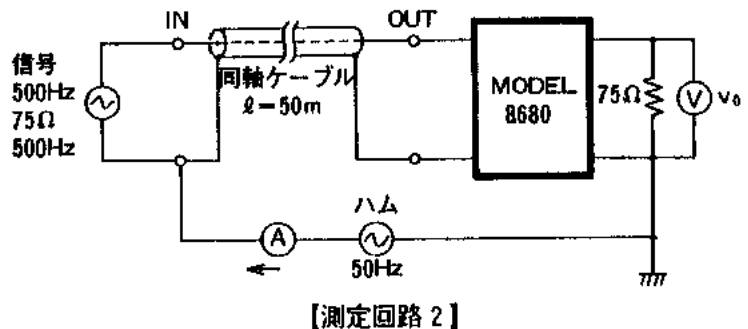 IN
OUT
信号
500Hz
75Ω
500Hz
同軸ケーブル
ℓ=50m
MODEL
8680
75Ω
V
v₀
ハム
A
50Hz
【測定回路2】